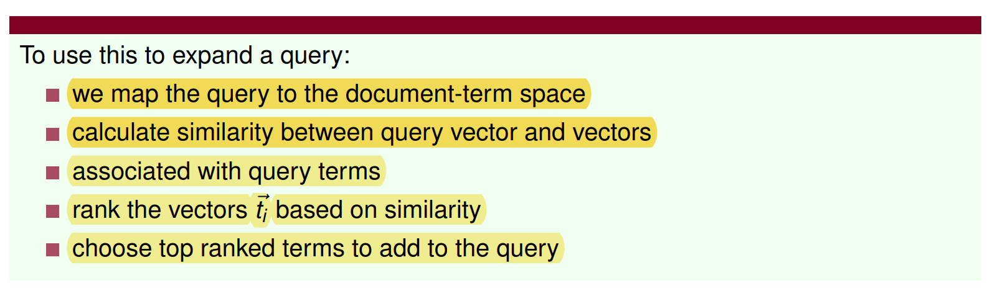 To use this to expand a query:
we map the query to the document-term space
calculate similarity between query vector and vectors
associated with query terms
rank the vectors $\vec{t_i}$ based on similarity
choose top ranked terms to add to the query